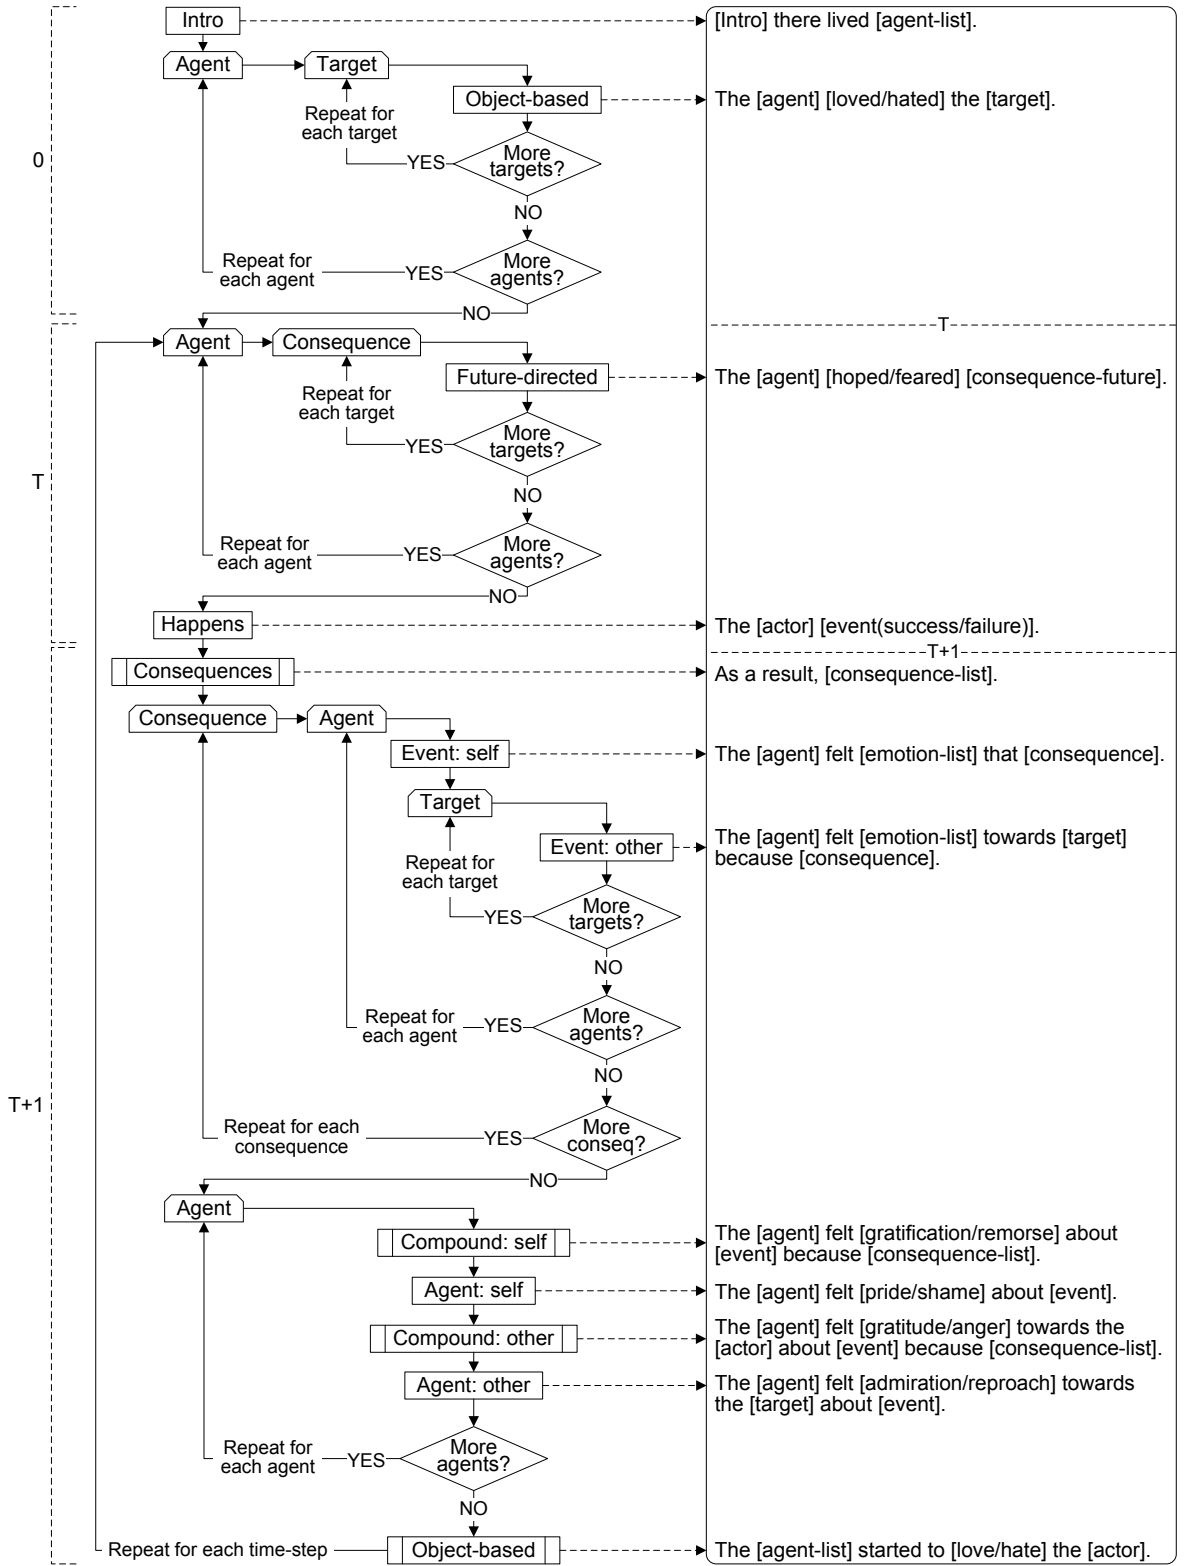 Intro
[Intro] there lived [agent-list].
Agent
Target
Object-based
The [agent] [loved/hated] the [target].
Repeat for
each target
More
targets?
YES
0
NO
Repeat for
each agent
YES
More
agents?
NO
T
Agent
Consequence
Future-directed
The [agent] [hoped/feared] [consequence-future].
Repeat for
each target
More
targets?
YES
T
NO
Repeat for
each agent
YES
More
agents?
NO
Happens
The [actor] [event(success/failure)].
T+1
Consequences
As a result, [consequence-list].
Consequence
Agent
Event: self
The [agent] felt [emotion-list] that [consequence].
Target
Event: other
The [agent] felt [emotion-list] towards [target]
because [consequence].
Repeat for
each target
YES
More
targets?
NO
Repeat for
each agent
YES
More
agents?
NO
T+1
Repeat for each
consequence
YES
More
conseq?
NO
Agent
Compound: self
The [agent] felt [gratification/remorse] about
[event] because [consequence-list].
Agent: self
The [agent] felt [pride/shame] about [event].
Compound: other
The [agent] felt [gratitude/anger] towards the
[actor] about [event] because [consequence-list].
Agent: other
The [agent] felt [admiration/reproach] towards
the [target] about [event].
Repeat for
each agent
YES
More
agents?
NO
Repeat for each time-step
Object-based
The [agent-list] started to [love/hate] the [actor].